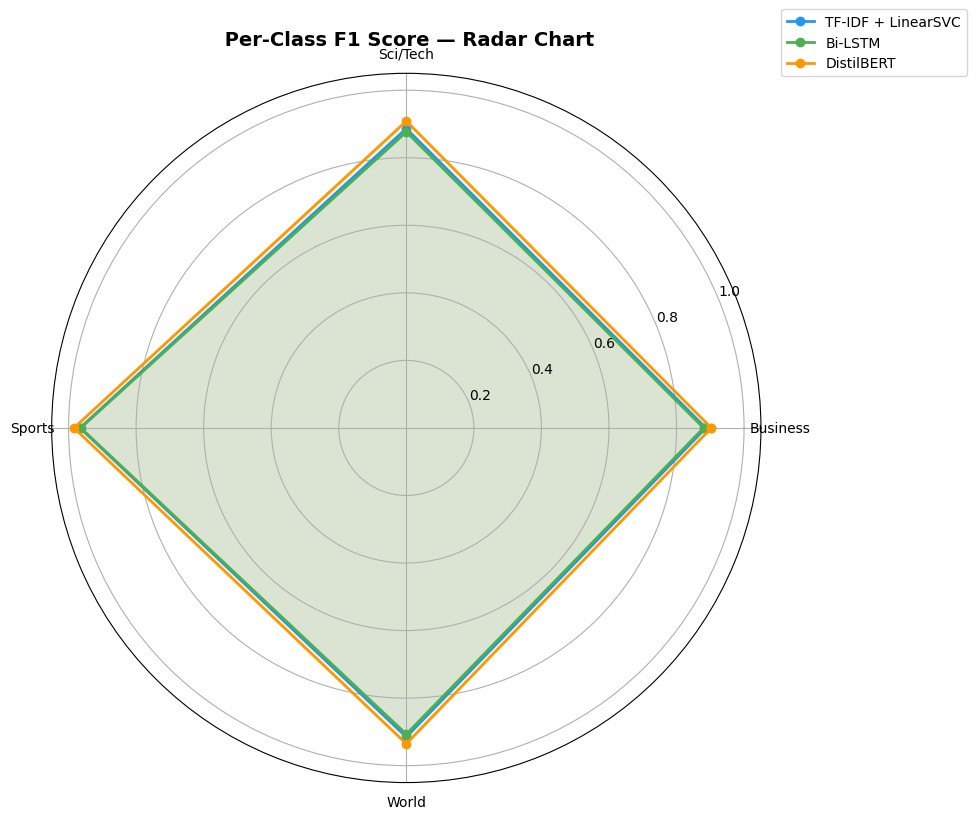 Per-Class F1 Score — Radar Chart
TF-IDF + LinearSVC
Bi-LSTM
DistilBERT
Sci/Tech
1.0
0.8
0.6
0.4
0.2
Sports
Business
World